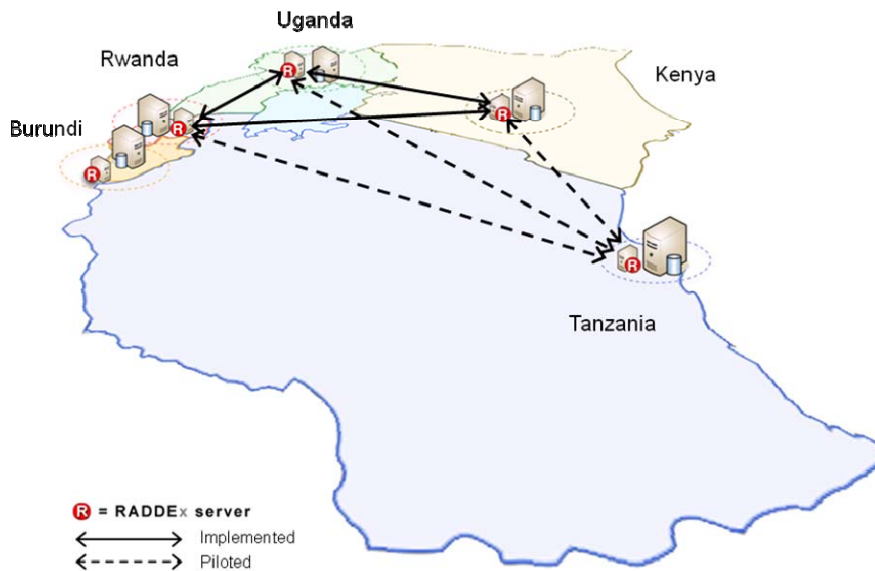 Uganda
Rwanda
Kenya
Burundi
R
R
R
R
R
Tanzania
R = RADDEx server
Implemented
Piloted